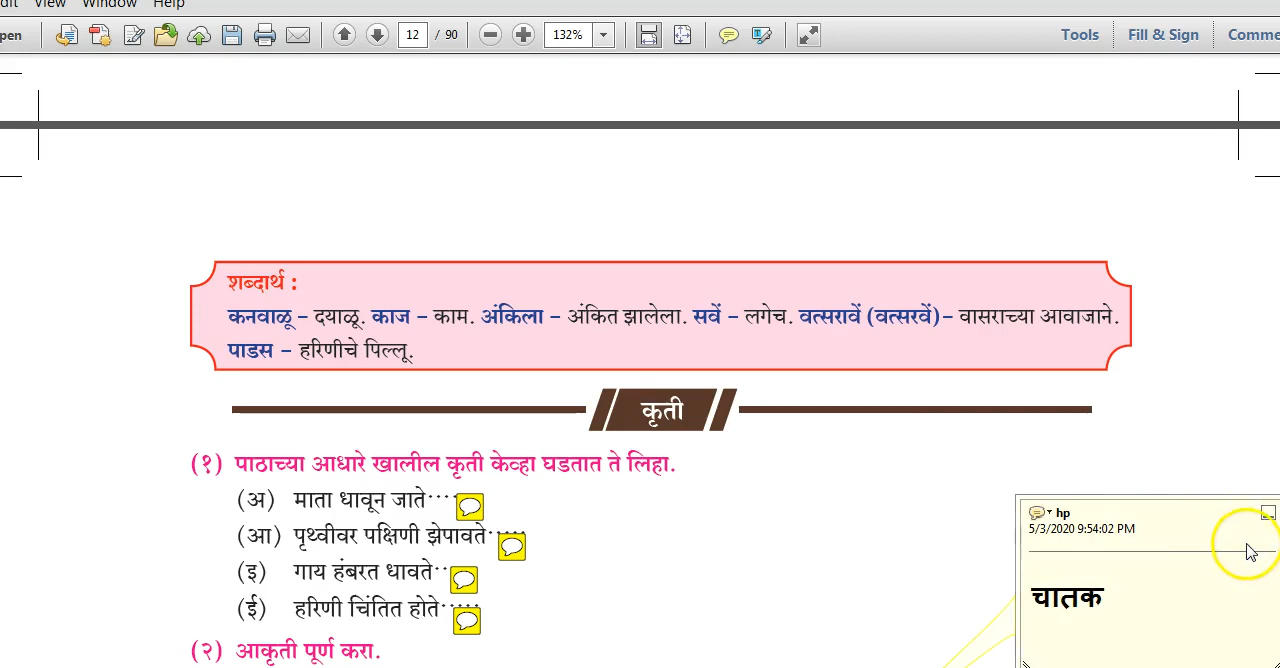 dit View Window Help
pen 12 / 90 132% Tools Fill & Sign Comme
शब्दार्थ :
कनवाळू – दयाळू. काज – काम. अंकिला – अंकित झालेला. सवें – लगेच. वत्सरावें (वत्सरवें)– वासराच्या आवाजाने.
पाडस – हरिणीचे पिल्लू.
कृती
(१) पाठाच्या आधारे खालील कृती केव्हा घडतात ते लिहा.
(अ) माता धावून जाते····
(आ) पृथ्वीवर पक्षिणी झेपावते·····
(इ) गाय हंबरत धावते··
(ई) हरिणी चिंतित होते·····
(२) आकृती पूर्ण करा.
hp
5/3/2020 9:54:02 PM
चातक